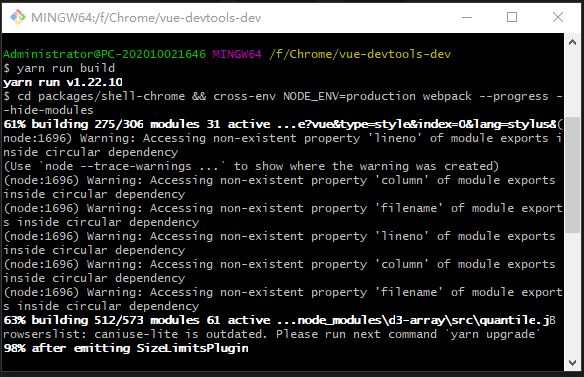 MINGW64:/f/Chrome/vue-devtools-dev
Administrator@PC-202010021646 MINGW64 /f/Chrome/vue-devtools-dev
$ yarn run build
yarn run v1.22.10
$ cd packages/shell-chrome && cross-env NODE_ENV=production webpack --progress -
-hide-modules
61% building 275/306 modules 31 active ...e?vue&type=style&index=0&lang=stylus&(
node:1696) Warning: Accessing non-existent property 'lineno' of module exports i
nside circular dependency
(Use `node --trace-warnings ...` to show where the warning was created)
(node:1696) Warning: Accessing non-existent property 'column' of module exports
inside circular dependency
(node:1696) Warning: Accessing non-existent property 'filename' of module export
s inside circular dependency
(node:1696) Warning: Accessing non-existent property 'lineno' of module exports
inside circular dependency
(node:1696) Warning: Accessing non-existent property 'column' of module exports
inside circular dependency
(node:1696) Warning: Accessing non-existent property 'filename' of module export
s inside circular dependency
63% building 512/573 modules 61 active ...node_modules\d3-array\src\quantile.jB
rowserslist: caniuse-lite is outdated. Please run next command `yarn upgrade`
98% after emitting SizeLimitsPlugin